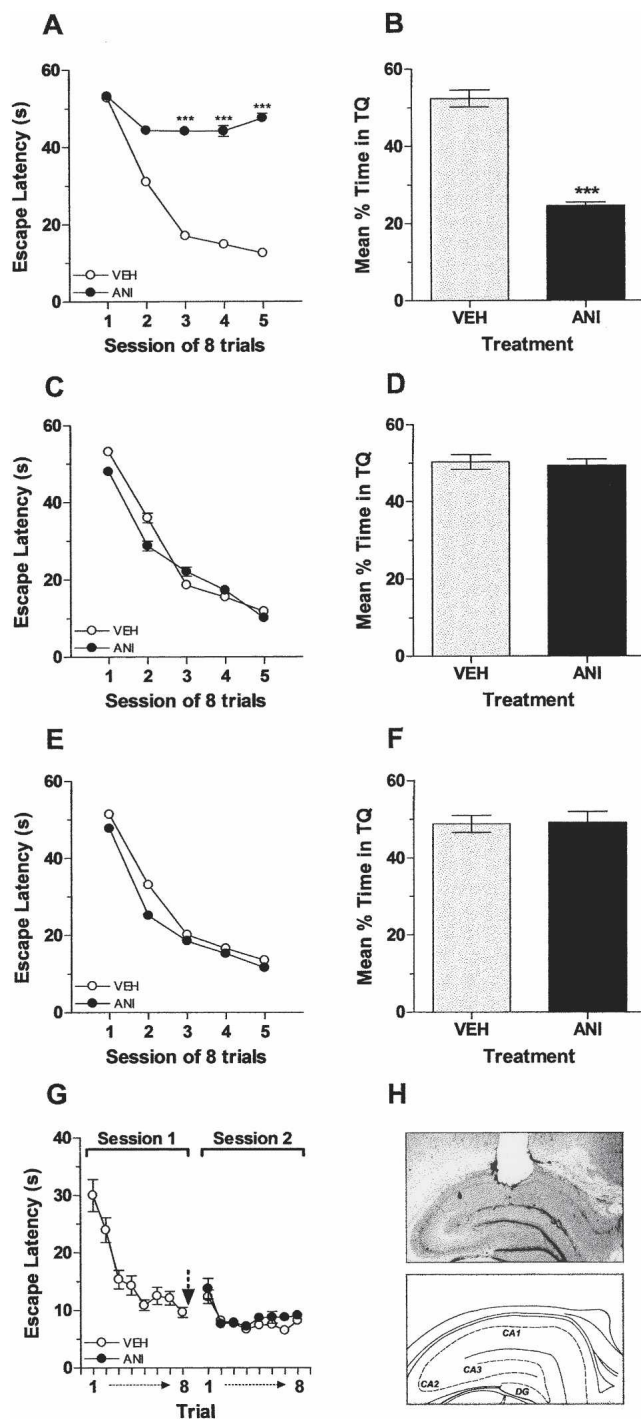 A
60
40
20
0
Escape Latency (s)
***
***
***
VEH
ANI
1 2 3 4 5
Session of 8 trials
B
60
40
20
0
Mean % Time in TQ
***
VEH ANI
Treatment
C
60
40
20
0
Escape Latency (s)
VEH
ANI
1 2 3 4 5
Session of 8 trials
D
60
40
20
0
Mean % Time in TQ
VEH ANI
Treatment
E
60
40
20
0
Escape Latency (s)
VEH
ANI
1 2 3 4 5
Session of 8 trials
F
60
40
20
0
Mean % Time in TQ
VEH ANI
Treatment
G
Session 1 Session 2
40
30
20
10
0
Escape Latency (s)
VEH
ANI
1 8 1 8
Trial
H
CA1
CA3
CA2
DG